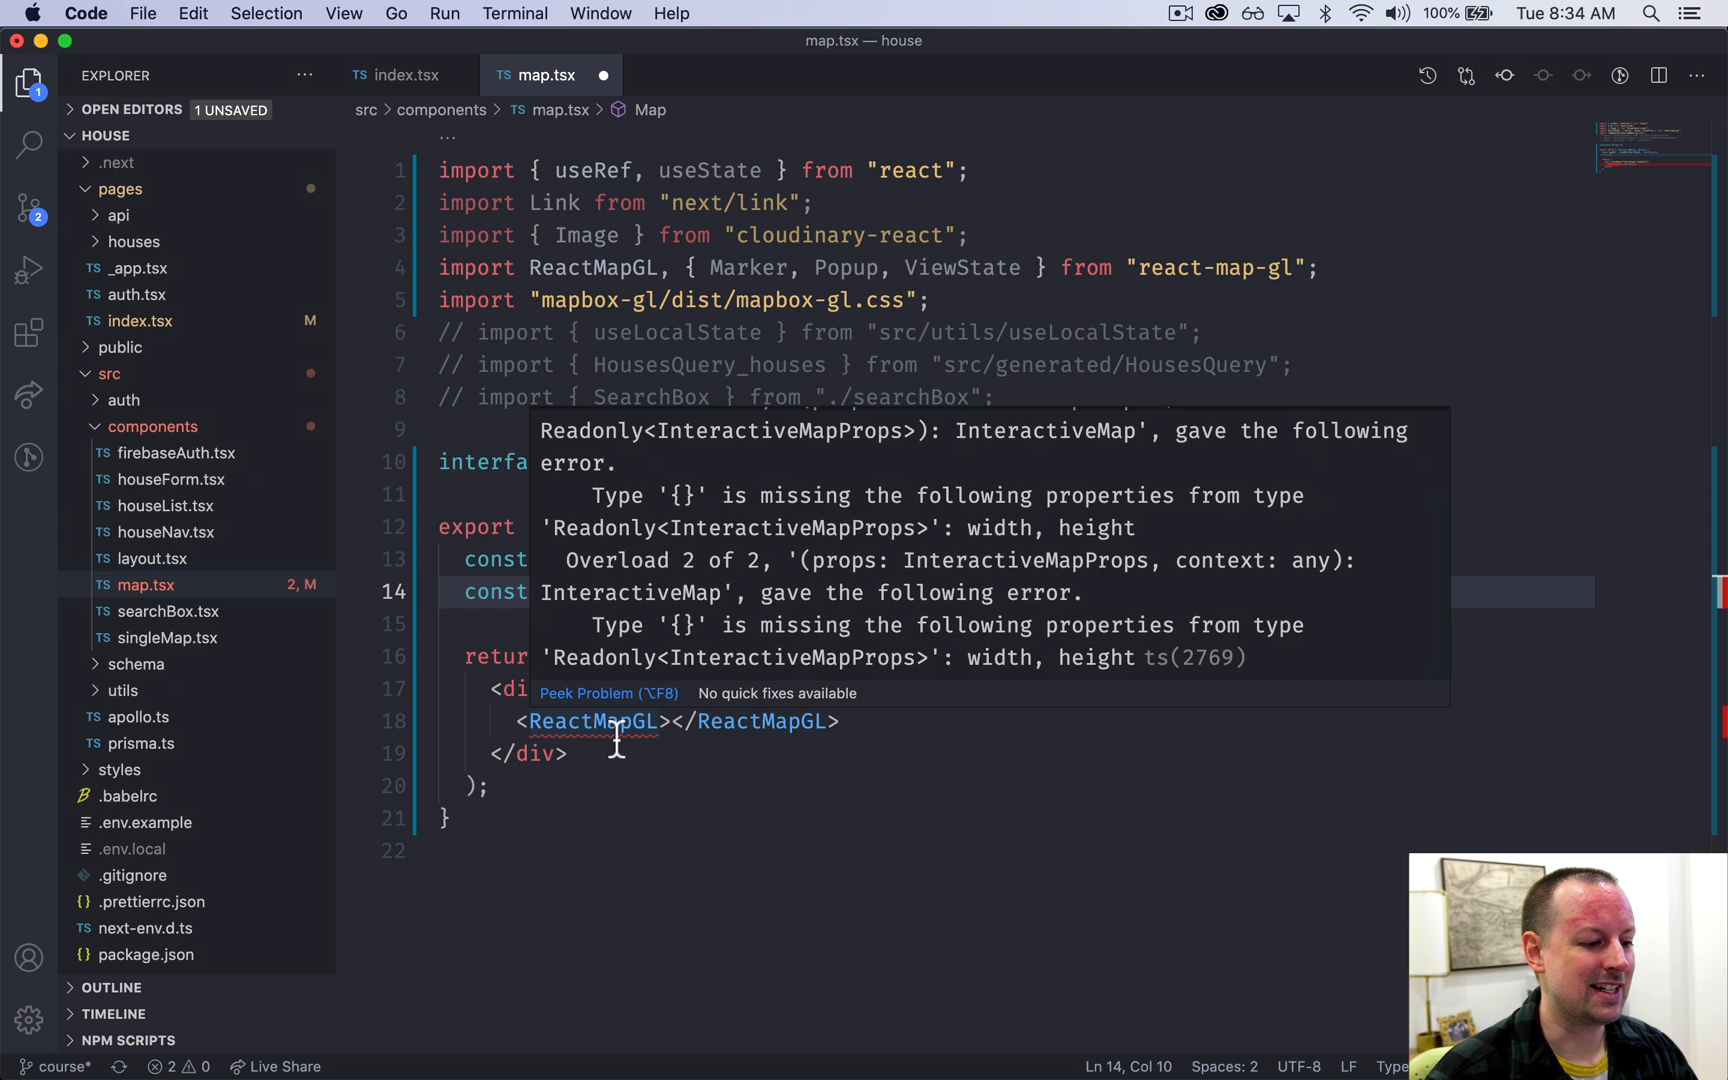 Code File Edit Selection View Go Run Terminal Window Help 100% Tue 8:34 AM
map.tsx — house
EXPLORER ···
TS index.tsx TS map.tsx
OPEN EDITORS 1 UNSAVED
src > components > TS map.tsx > Map
HOUSE
.next
pages
api
houses
TS _app.tsx
TS auth.tsx
TS index.tsx M
public
src
auth
components
TS firebaseAuth.tsx
TS houseForm.tsx
TS houseList.tsx
TS houseNav.tsx
TS layout.tsx
TS map.tsx 2, M
TS searchBox.tsx
TS singleMap.tsx
schema
utils
TS apollo.ts
TS prisma.ts
styles
.babelrc
.env.example
.env.local
.gitignore
{} .prettierrc.json
TS next-env.d.ts
{} package.json
OUTLINE
TIMELINE
NPM SCRIPTS
1
2
2
1 import { useRef, useState } from "react";
2 import Link from "next/link";
3 import { Image } from "cloudinary-react";
4 import ReactMapGL, { Marker, Popup, ViewState } from "react-map-gl";
5 import "mapbox-gl/dist/mapbox-gl.css";
6 // import { useLocalState } from "src/utils/useLocalState";
7 // import { HousesQuery_houses } from "src/generated/HousesQuery";
8 // import { SearchBox } from "./searchBox";
9
10 interfa
11
12 export
13 const
14 const
15
16 retur
17 <di
18 <ReactMapGL></ReactMapGL>
19 </div>
20 );
21 }
22
Readonly<InteractiveMapProps>): InteractiveMap', gave the following
error.
Type '{}' is missing the following properties from type
'Readonly<InteractiveMapProps>': width, height
Overload 2 of 2, '(props: InteractiveMapProps, context: any):
InteractiveMap', gave the following error.
Type '{}' is missing the following properties from type
'Readonly<InteractiveMapProps>': width, height ts(2769)
Peek Problem (⌥F8) No quick fixes available
course* 2 0 Live Share Ln 14, Col 10 Spaces: 2 UTF-8 LF Type